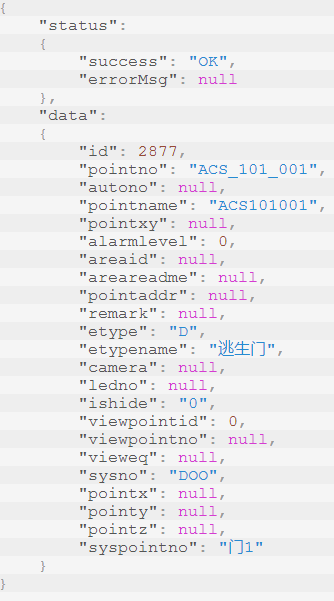 {
"status":
{
"success": "OK",
"errorMsg": null
},
"data":
{
"id": 2877,
"pointno": "ACS_101_001",
"autono": null,
"pointname": "ACS101001",
"pointxy": null,
"alarmlevel": 0,
"areaid": null,
"areareadme": null,
"pointaddr": null,
"remark": null,
"etype": "D",
"etypename": "逃生门",
"camera": null,
"ledno": null,
"ishide": "0",
"viewpointid": 0,
"viewpointno": null,
"vieweq": null,
"sysno": "DOO",
"pointx": null,
"pointy": null,
"pointz": null,
"syspointno": "门1"
}
}